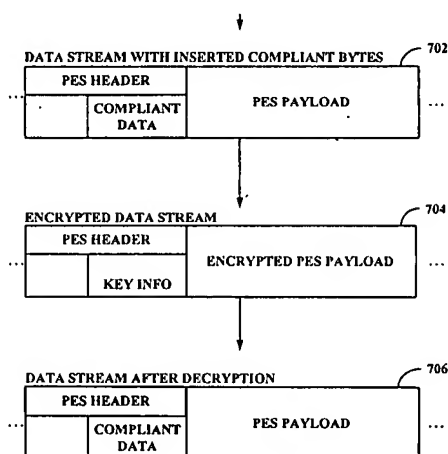 702
DATA STREAM WITH INSERTED COMPLIANT BYTES
PES HEADER
COMPLIANT
DATA
PES PAYLOAD
...
...
704
ENCRYPTED DATA STREAM
PES HEADER
KEY INFO
ENCRYPTED PES PAYLOAD
...
...
706
DATA STREAM AFTER DECRYPTION
PES HEADER
COMPLIANT
DATA
PES PAYLOAD
...
...